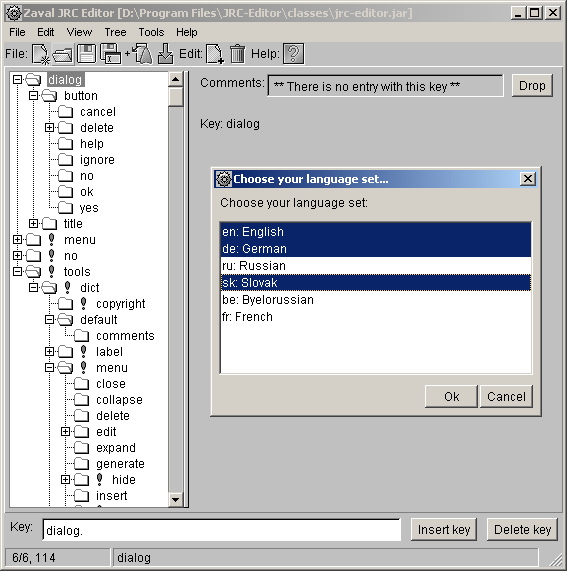 Zaval JRC Editor [D:\Program Files\JRC-Editor\classes\jrc-editor.jar]
File Edit View Tree Tools Help
File: Edit: Help:
dialog
button
cancel
delete
help
ignore
no
ok
yes
title
menu
no
tools
dict
copyright
default
comments
label
menu
close
collapse
delete
edit
expand
generate
hide
insert
Comments: ** There is no entry with this key ** Drop
Key: dialog
Choose your language set...
Choose your language set:
en: English
de: German
ru: Russian
sk: Slovak
be: Byelorussian
fr: French
Ok Cancel
Key: dialog. Insert key Delete key
6/6, 114 dialog